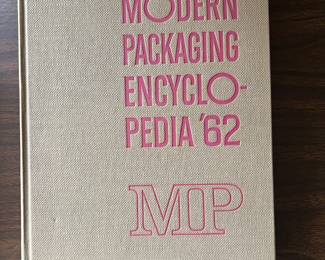 MODERN
PACKAGING
ENCYCLO-
PEDIA '62
MP